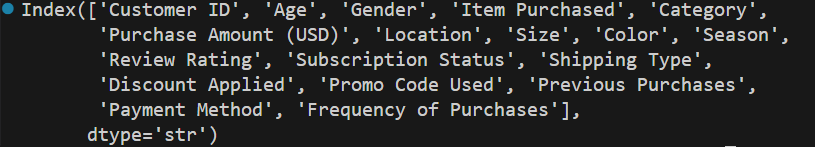 Index(['Customer ID', 'Age', 'Gender', 'Item Purchased', 'Category',
'Purchase Amount (USD)', 'Location', 'Size', 'Color', 'Season',
'Review Rating', 'Subscription Status', 'Shipping Type',
'Discount Applied', 'Promo Code Used', 'Previous Purchases',
'Payment Method', 'Frequency of Purchases'],
dtype='str')